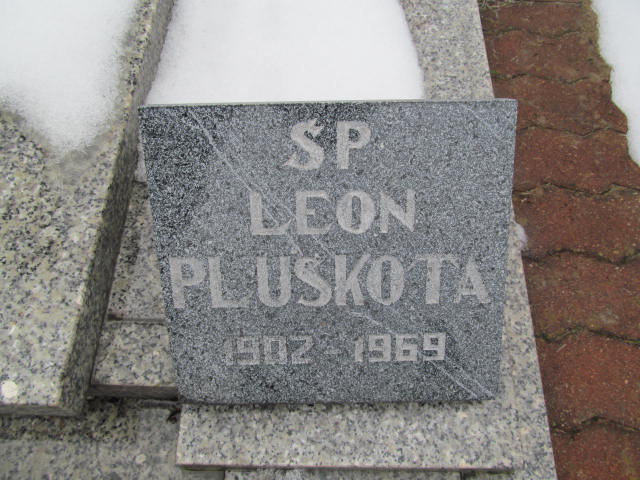 ŚP.
LEON
PLUSKOTA
1902-1969